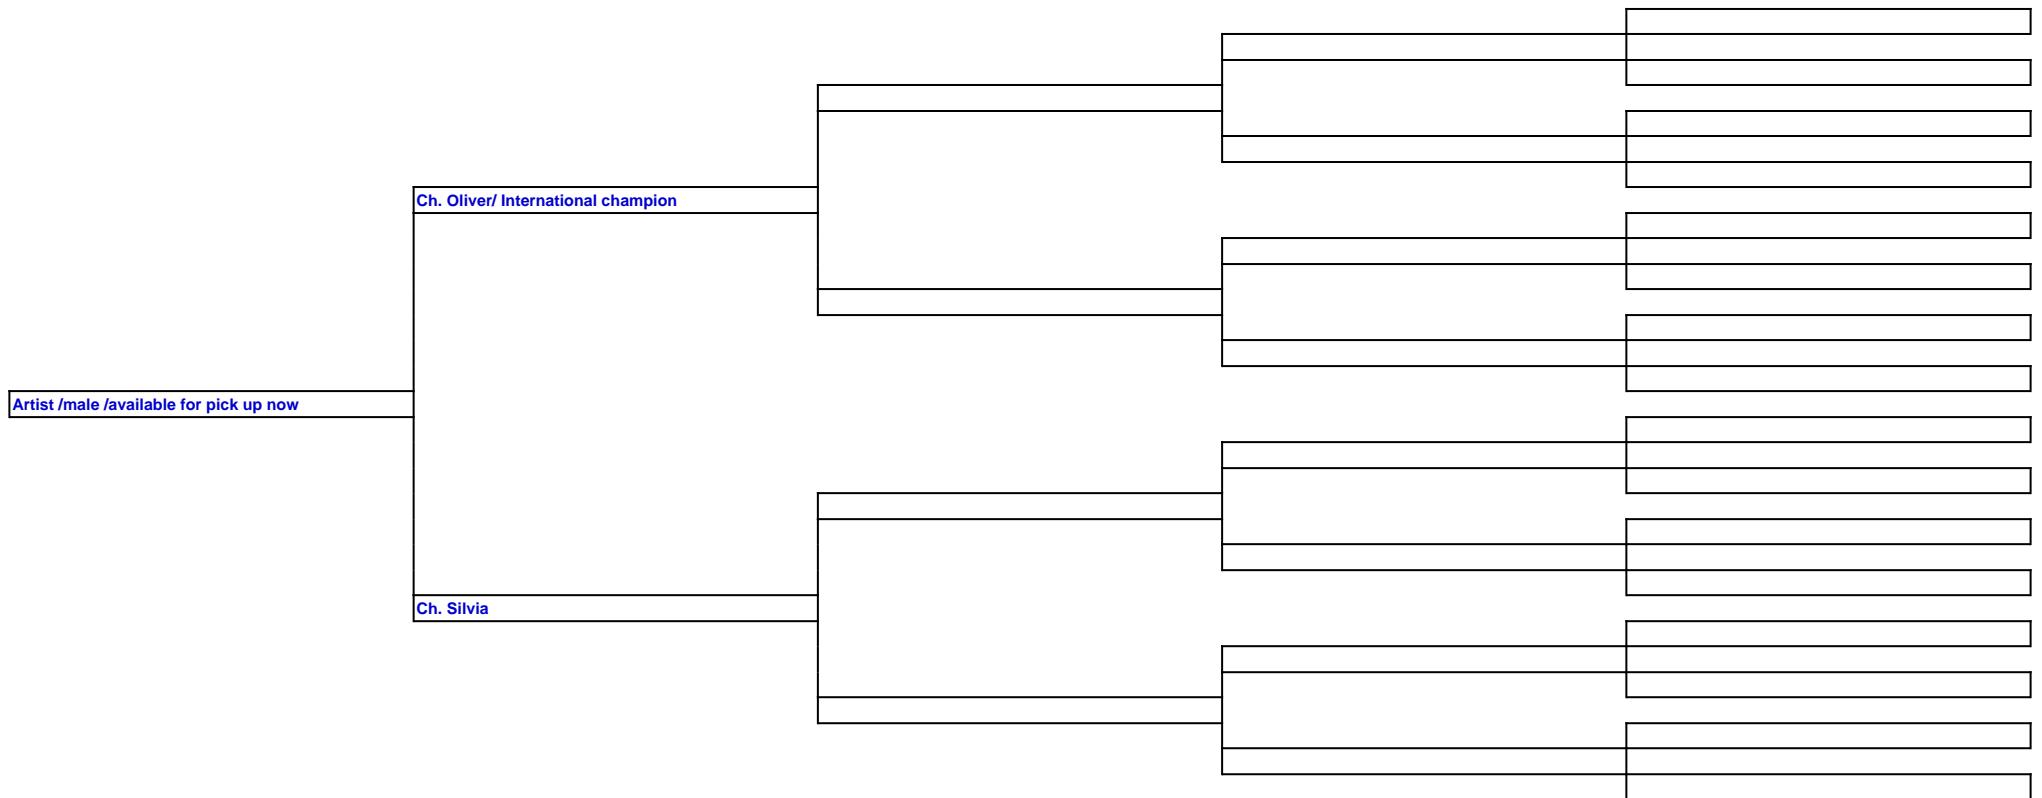 Ch. Oliver/ International champion
Artist /male /available for pick up now
Ch. Silvia